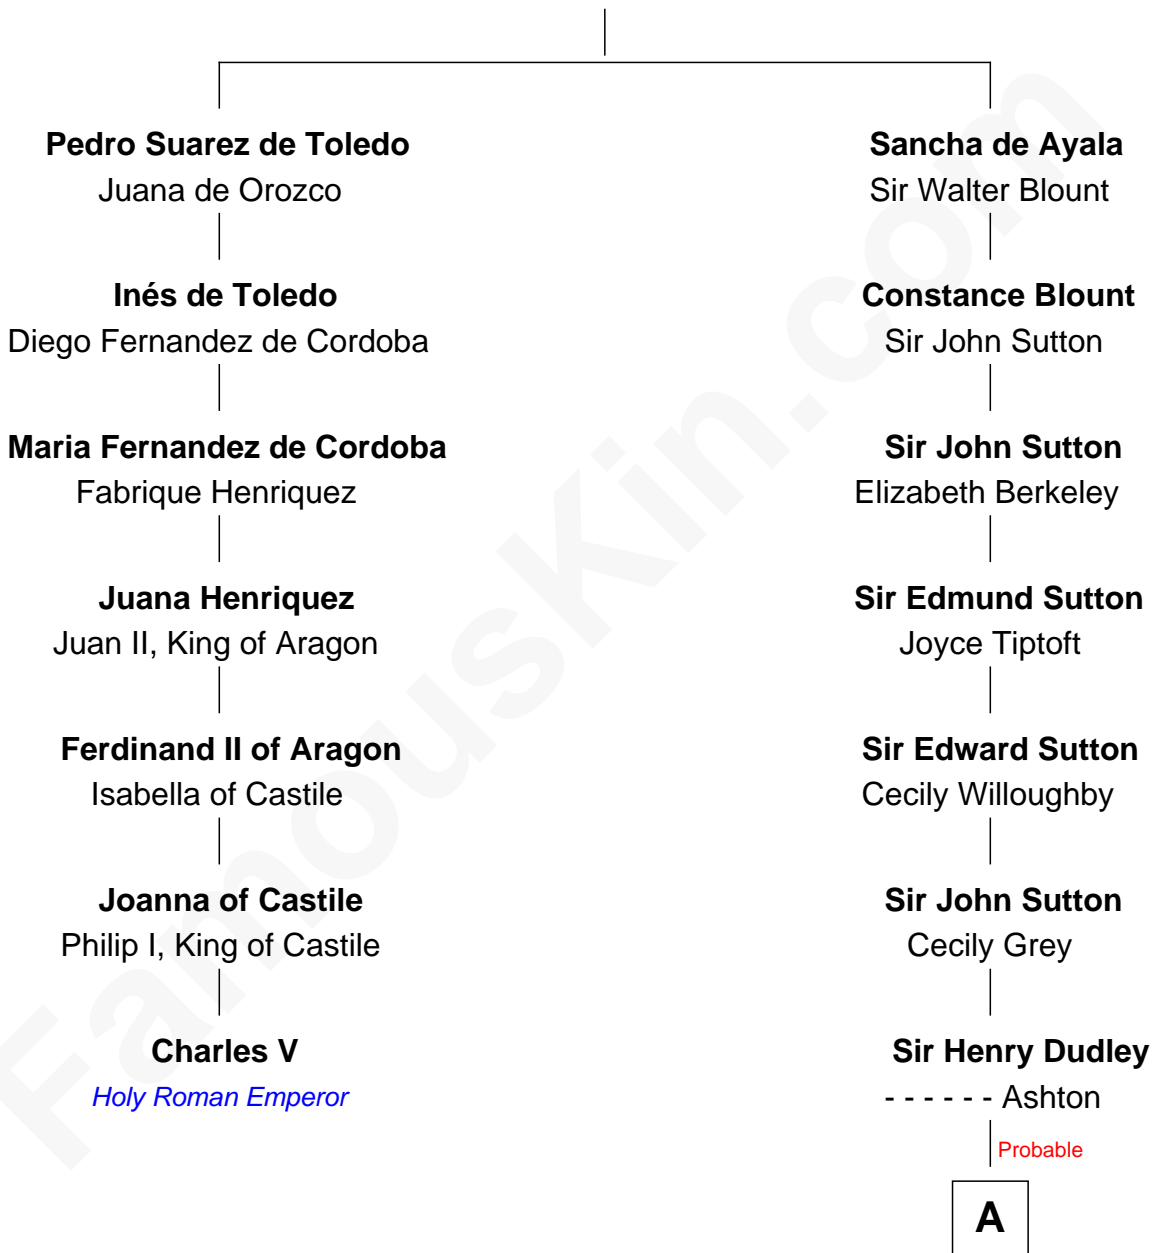 Pedro Suarez de Toledo
Juana de Orozco
Inés de Toledo
Diego Fernandez de Cordoba
Maria Fernandez de Cordoba
Fabrique Henriquez
Juana Henriquez
Juan II, King of Aragon
Ferdinand II of Aragon
Isabella of Castile
Joanna of Castile
Philip I, King of Castile
Charles V
Holy Roman Emperor
Sancha de Ayala
Sir Walter Blount
Constance Blount
Sir John Sutton
Sir John Sutton
Elizabeth Berkeley
Sir Edmund Sutton
Joyce Tiptoft
Sir Edward Sutton
Cecily Willoughby
Sir John Sutton
Cecily Grey
Sir Henry Dudley
- - - - - - Ashton
Probable
A
FamousKin.com